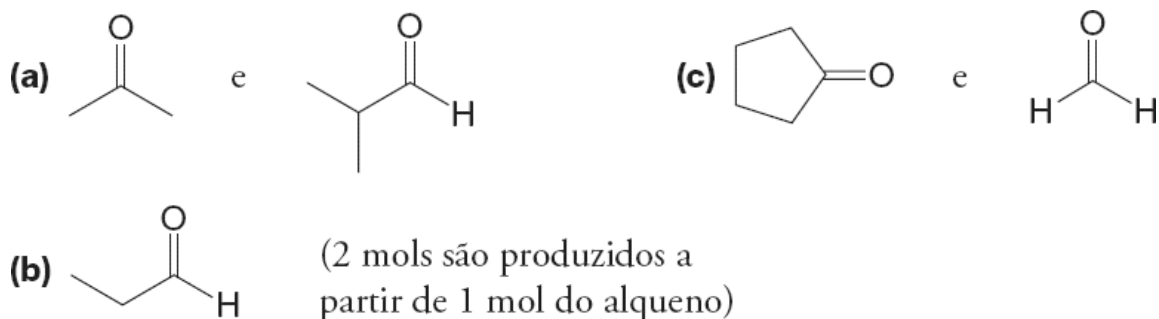 O O O
(a) e H (c) O e H H
O
(b) H (2 mols são produzidos a
partir de 1 mol do alqueno)